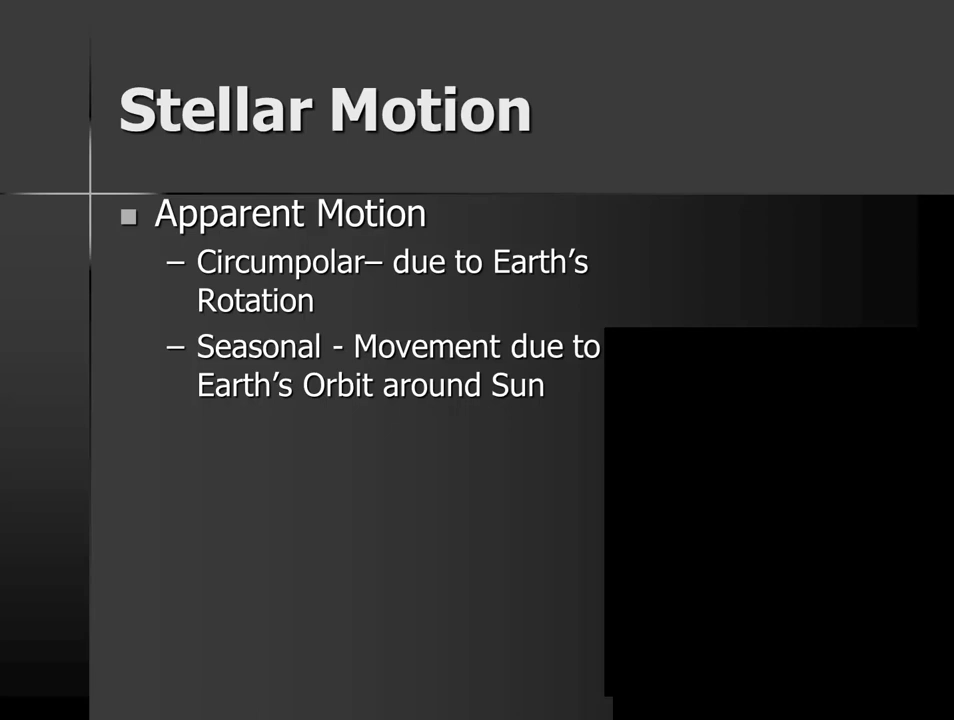 Stellar Motion
Apparent Motion
– Circumpolar– due to Earth’s
Rotation
– Seasonal - Movement due to
Earth’s Orbit around Sun